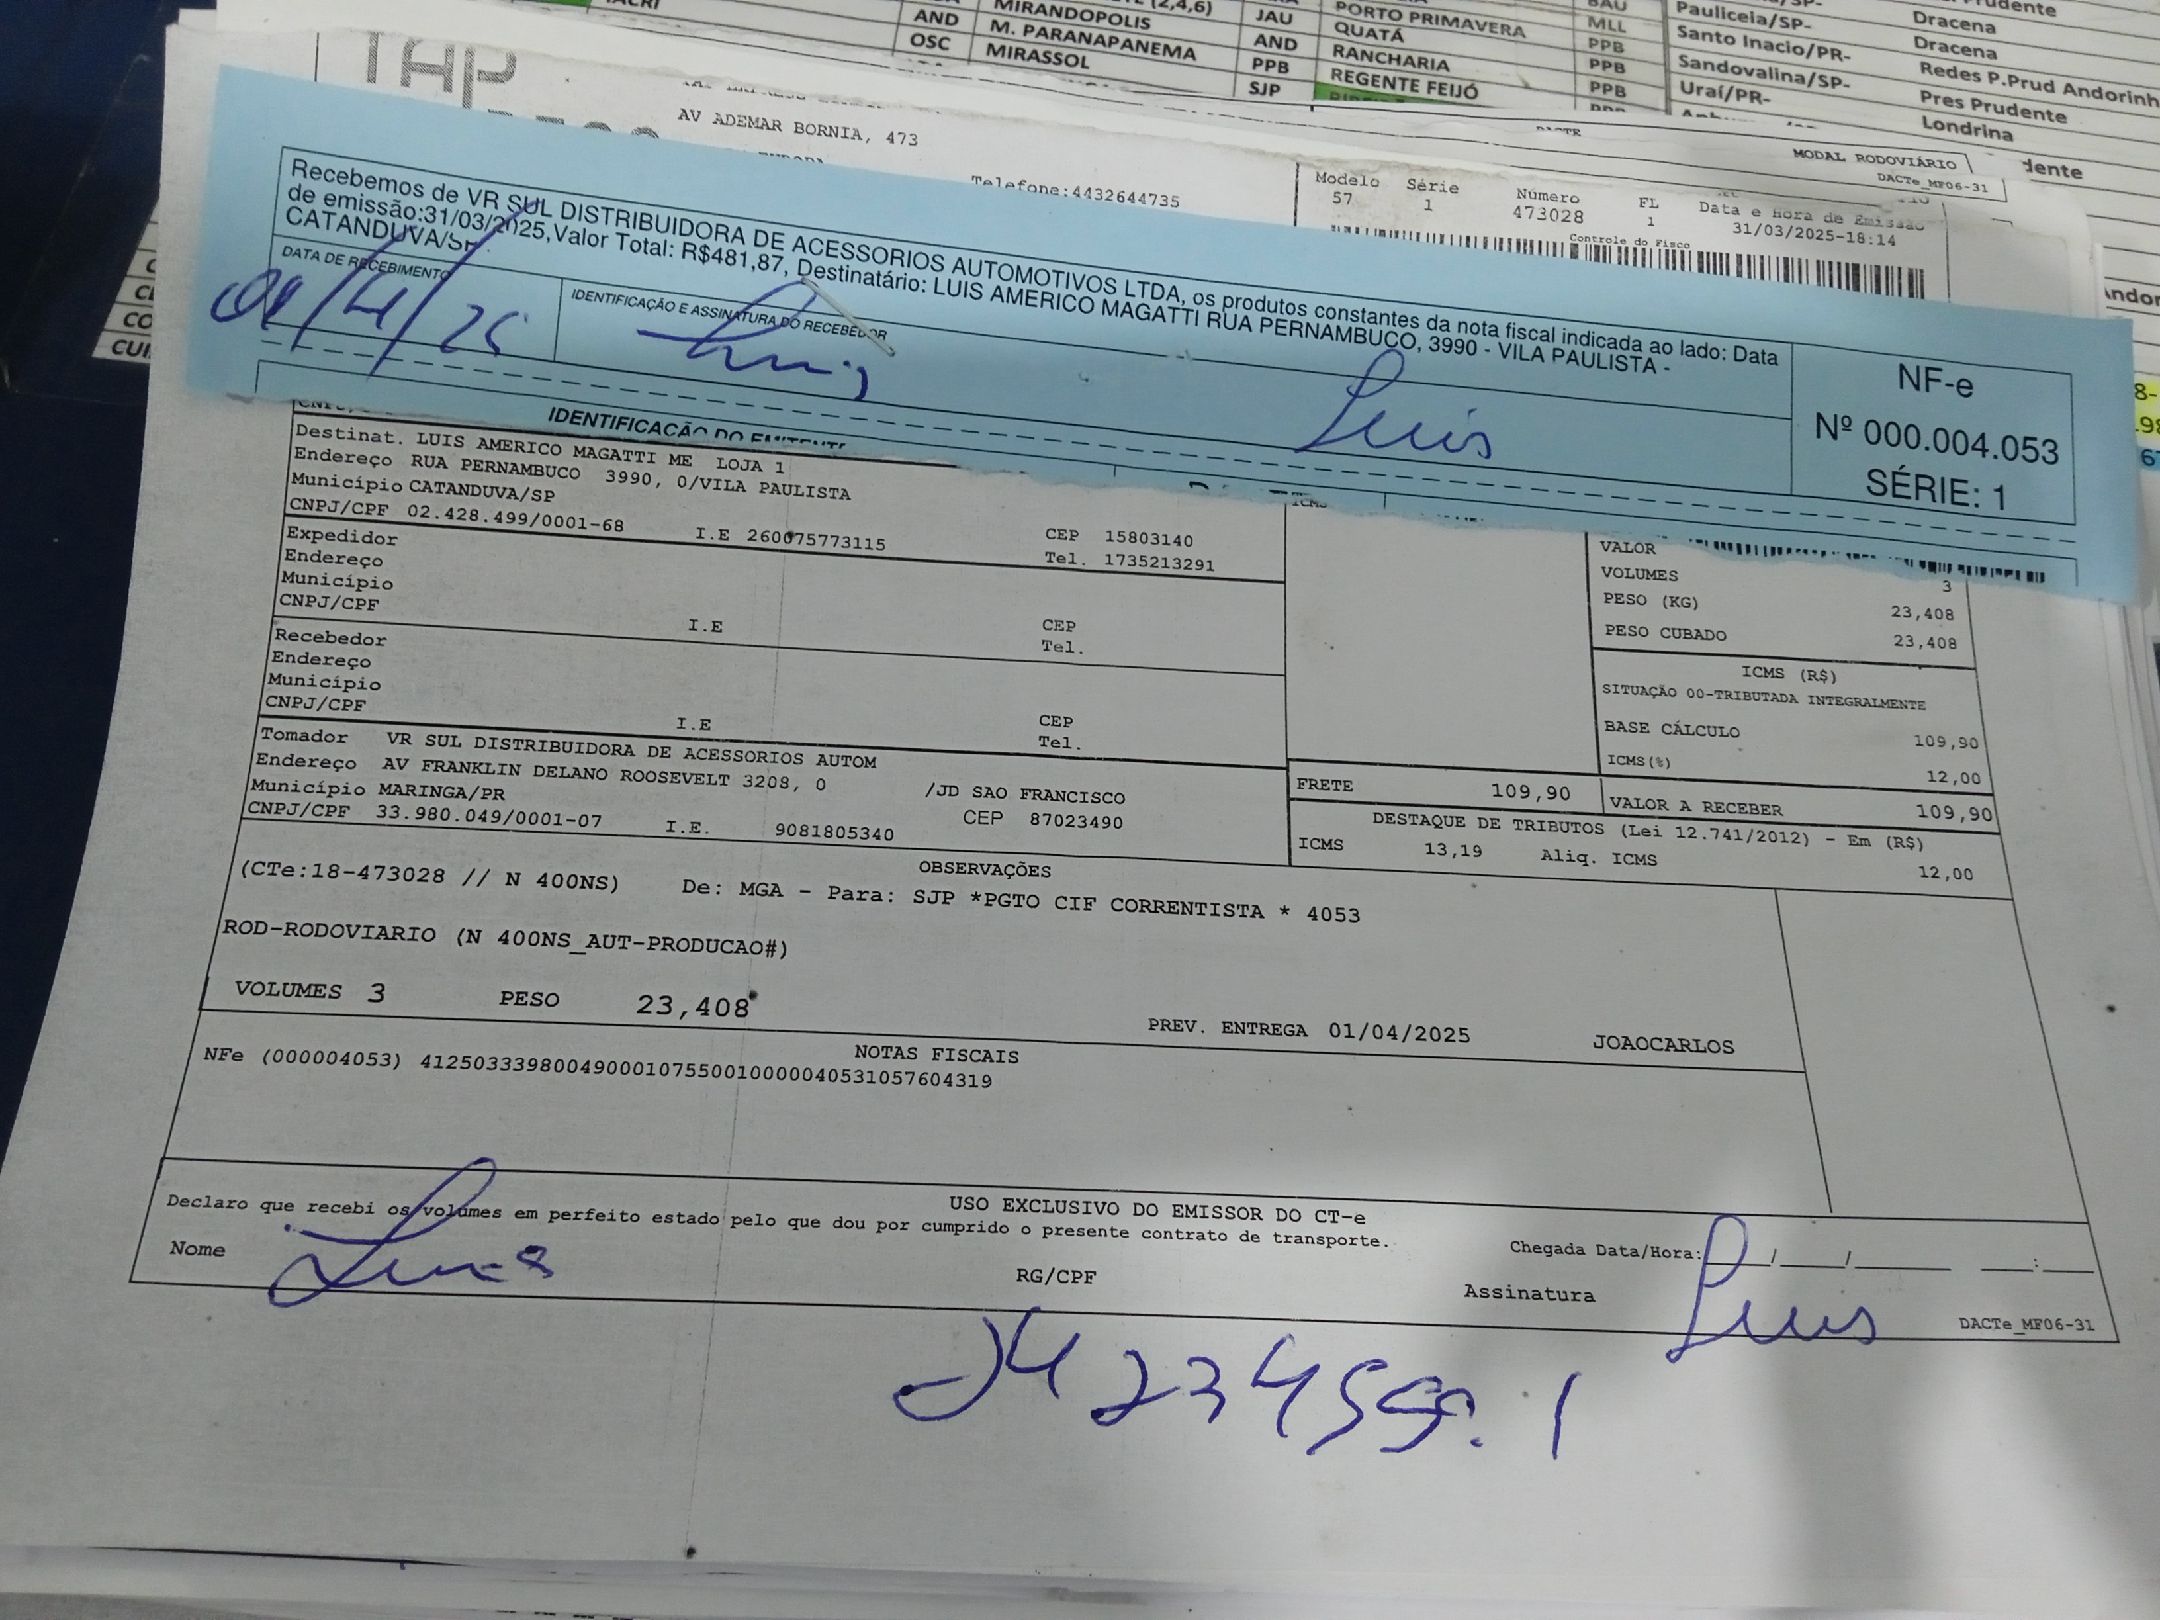 (2,4,6)
AND MIRANDOPOLIS JAU PORTO PRIMAVERA BAU Pauliceia/SP- Dracena
OSC M. PARANAPANEMA AND QUATÁ MLL Santo Inacio/PR- Dracena
MIRASSOL PPB RANCHARIA PPB Sandovalina/SP- Redes P.Prud Andorinh
SJP REGENTE FEIJÓ PPB Uraí/PR- Pres Prudente
PPB Londrina
TAP
AV ADEMAR BORNIA, 473
Telefone:4432644735
DACTE
MODAL RODOVIÁRIO
DACTe_MF06-31
Modelo Série Número FL Data e Hora de Emissão
57 1 473028 1 31/03/2025-18:14
Controle do Fisco
Recebemos de VR SUL DISTRIBUIDORA DE ACESSORIOS AUTOMOTIVOS LTDA, os produtos constantes da nota fiscal indicada ao lado: Data
de emissão:31/03/2025,Valor Total: R$481,87, Destinatário: LUIS AMERICO MAGATTI RUA PERNAMBUCO, 3990 - VILA PAULISTA -
CATANDUVA/SP
DATA DE RECEBIMENTO IDENTIFICAÇÃO E ASSINATURA DO RECEBEDOR
01/4/25 Luis Luis
NF-e
Nº 000.004.053
SÉRIE: 1
IDENTIFICAÇÃO DO EMITENTE
Destinat. LUIS AMERICO MAGATTI ME LOJA 1
Endereço RUA PERNAMBUCO 3990, 0/VILA PAULISTA
Município CATANDUVA/SP CEP 15803140
CNPJ/CPF 02.428.499/0001-68 I.E 260075773115 Tel. 1735213291
Expedidor
Endereço
Município CEP
CNPJ/CPF I.E Tel.
Recebedor
Endereço
Município CEP
CNPJ/CPF I.E Tel.
Tomador VR SUL DISTRIBUIDORA DE ACESSORIOS AUTOM
Endereço AV FRANKLIN DELANO ROOSEVELT 3208, 0 /JD SAO FRANCISCO
Município MARINGA/PR CEP 87023490
CNPJ/CPF 33.980.049/0001-07 I.E. 9081805340
VALOR
VOLUMES 3
PESO (KG) 23,408
PESO CUBADO 23,408
ICMS (R$)
SITUAÇÃO 00-TRIBUTADA INTEGRALMENTE
BASE CÁLCULO 109,90
ICMS(%) 12,00
FRETE 109,90 VALOR A RECEBER 109,90
DESTAQUE DE TRIBUTOS (Lei 12.741/2012) - Em (R$)
ICMS 13,19 Aliq. ICMS 12,00
OBSERVAÇÕES
(CTe:18-473028 // N 400NS) De: MGA - Para: SJP *PGTO CIF CORRENTISTA * 4053
ROD-RODOVIARIO (N 400NS_AUT-PRODUCAO#)
VOLUMES 3 PESO 23,408 PREV. ENTREGA 01/04/2025 JOAOCARLOS
NOTAS FISCAIS
NFe (000004053) 41250333980049000107550010000040531057604319
USO EXCLUSIVO DO EMISSOR DO CT-e
Declaro que recebi os volumes em perfeito estado pelo que dou por cumprido o presente contrato de transporte.
Chegada Data/Hora:
Nome Luis RG/CPF Assinatura Luis
DACTe_MF06-31